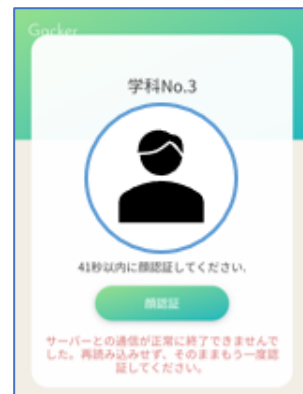 Gacker
学科No.3
41秒以内に顔認証してください.
顔認証
サーバーとの通信が正常に終了できませんで
した。再読み込みせず、そのままもう一度認
証してください。